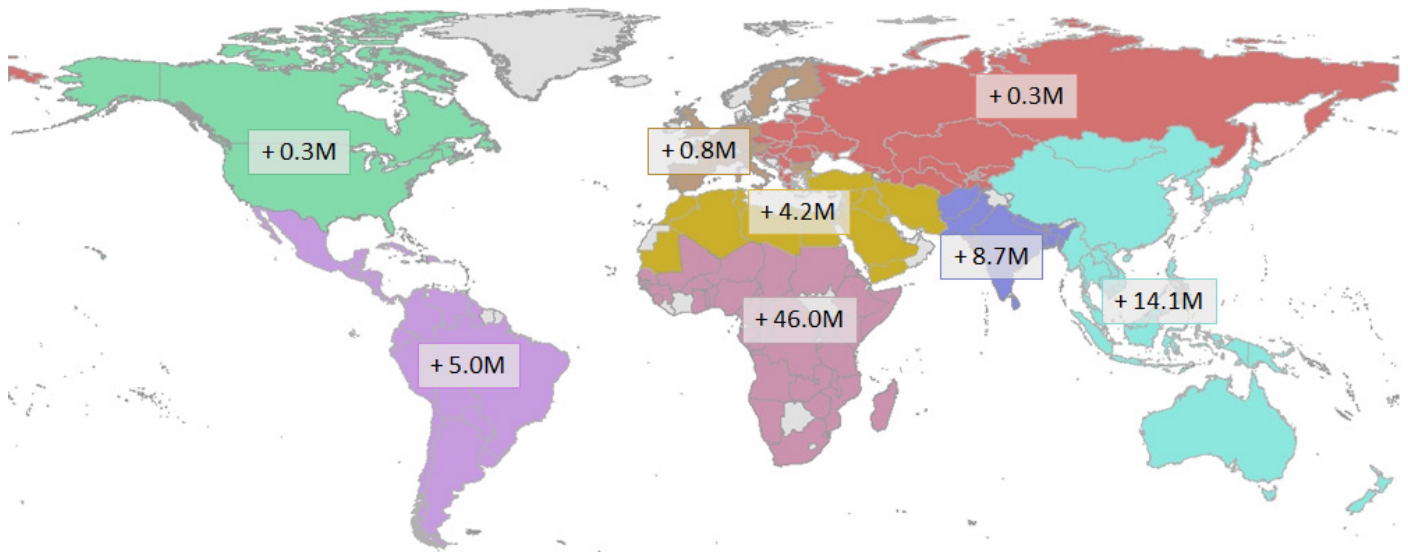 + 0.3M
+ 0.3M
+ 0.8M
+ 4.2M
+ 8.7M
+ 14.1M
+ 46.0M
+ 5.0M